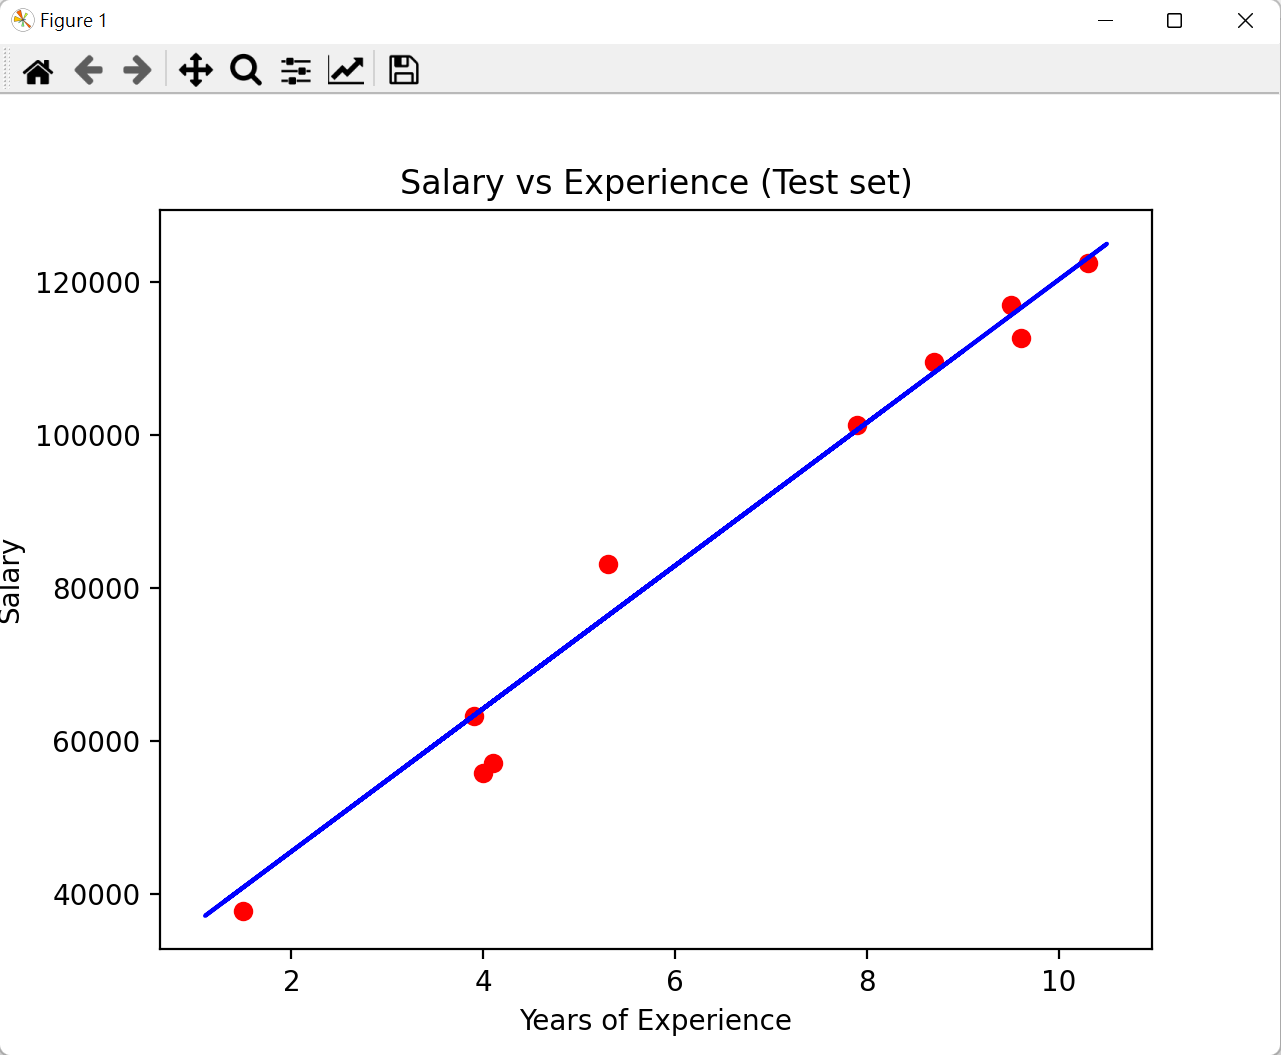 Figure 1
Salary vs Experience (Test set)
120000
100000
80000
60000
40000
Salary
2 4 6 8 10
Years of Experience